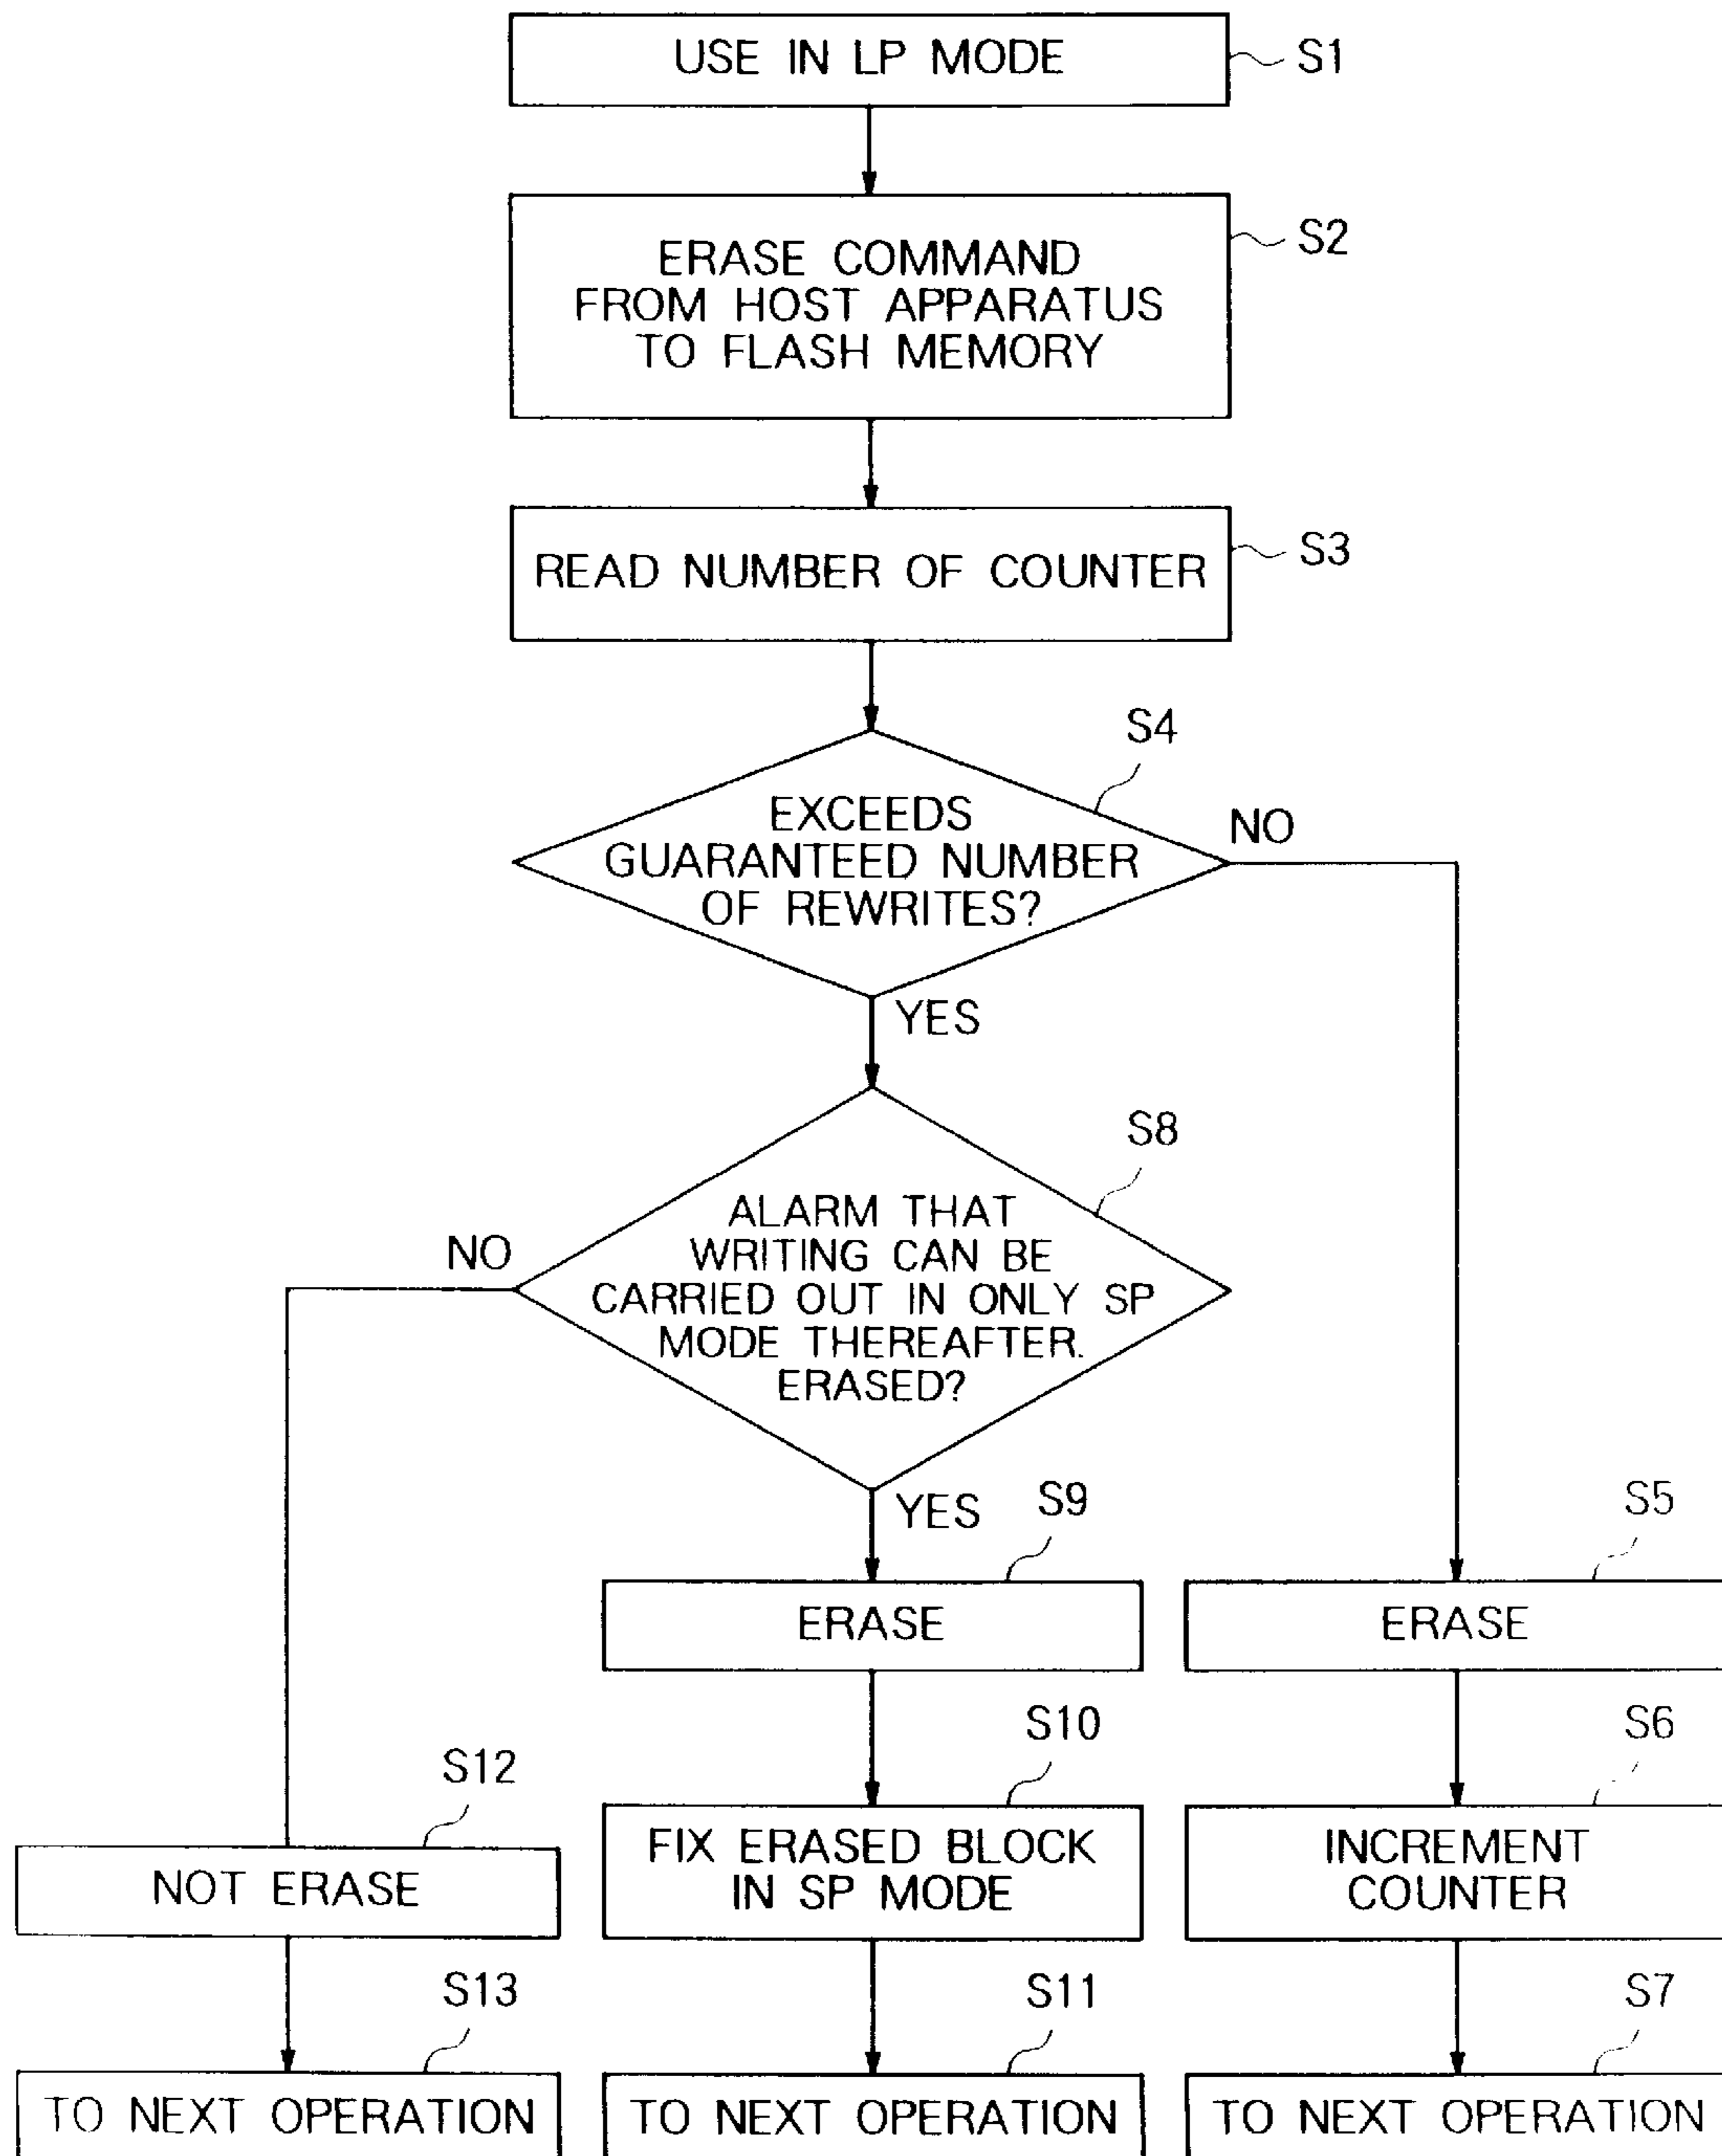 USE IN LP MODE
S1
ERASE COMMAND
FROM HOST APPARATUS
TO FLASH MEMORY
S2
READ NUMBER OF COUNTER
S3
S4
EXCEEDS
GUARANTEED NUMBER
OF REWRITES?
NO
YES
S8
ALARM THAT
WRITING CAN BE
CARRIED OUT IN ONLY SP
MODE THEREAFTER.
ERASED?
NO
YES
S9
S5
ERASE
ERASE
S10
S6
S12
FIX ERASED BLOCK
IN SP MODE
INCREMENT
COUNTER
NOT ERASE
S13
S11
S7
TO NEXT OPERATION
TO NEXT OPERATION
TO NEXT OPERATION